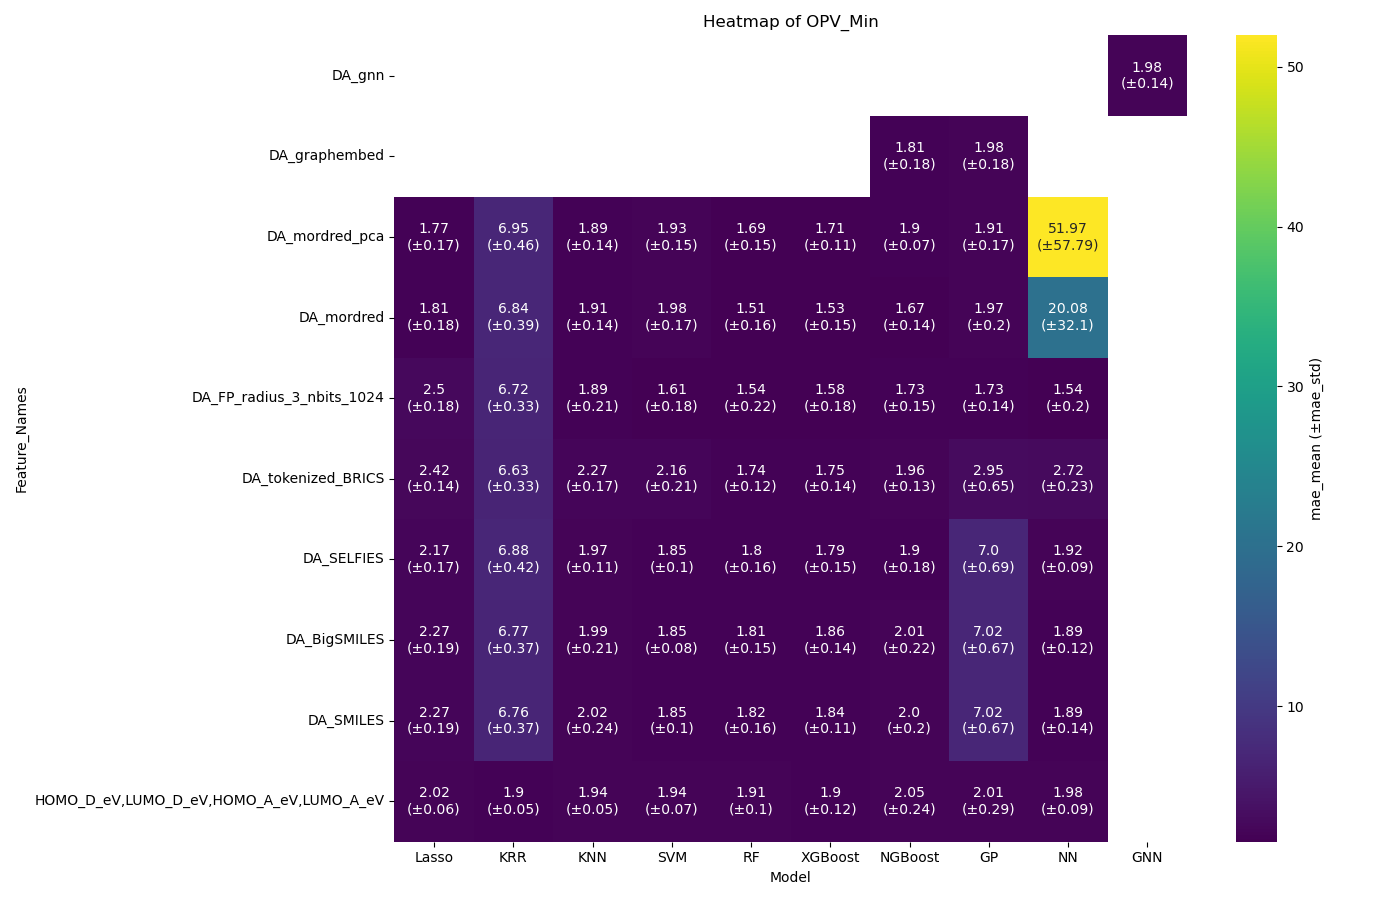 Heatmap of OPV_Min
DA_gnn
1.98
(±0.14)
DA_graphembed
1.81 1.98
(±0.18) (±0.18)
DA_mordred_pca
1.77 6.95 1.89 1.93 1.69 1.71 1.9 1.91 51.97
(±0.17) (±0.46) (±0.14) (±0.15) (±0.15) (±0.11) (±0.07) (±0.17) (±57.79)
DA_mordred
1.81 6.84 1.91 1.98 1.51 1.53 1.67 1.97 20.08
(±0.18) (±0.39) (±0.14) (±0.17) (±0.16) (±0.15) (±0.14) (±0.2) (±32.1)
DA_FP_radius_3_nbits_1024
2.5 6.72 1.89 1.61 1.54 1.58 1.73 1.73 1.54
(±0.18) (±0.33) (±0.21) (±0.18) (±0.22) (±0.18) (±0.15) (±0.14) (±0.2)
DA_tokenized_BRICS
2.42 6.63 2.27 2.16 1.74 1.75 1.96 2.95 2.72
(±0.14) (±0.33) (±0.17) (±0.21) (±0.12) (±0.14) (±0.13) (±0.65) (±0.23)
DA_SELFIES
2.17 6.88 1.97 1.85 1.8 1.79 1.9 7.0 1.92
(±0.17) (±0.42) (±0.11) (±0.1) (±0.16) (±0.15) (±0.18) (±0.69) (±0.09)
DA_BigSMILES
2.27 6.77 1.99 1.85 1.81 1.86 2.01 7.02 1.89
(±0.19) (±0.37) (±0.21) (±0.08) (±0.15) (±0.14) (±0.22) (±0.67) (±0.12)
DA_SMILES
2.27 6.76 2.02 1.85 1.82 1.84 2.0 7.02 1.89
(±0.19) (±0.37) (±0.24) (±0.1) (±0.16) (±0.11) (±0.2) (±0.67) (±0.14)
HOMO_D_eV,LUMO_D_eV,HOMO_A_eV,LUMO_A_eV
2.02 1.9 1.94 1.94 1.91 1.9 2.05 2.01 1.98
(±0.06) (±0.05) (±0.05) (±0.07) (±0.1) (±0.12) (±0.24) (±0.29) (±0.09)
Lasso KRR KNN SVM RF XGBoost NGBoost GP NN GNN
Model
Feature_Names
50
40
30
20
10
mae_mean (±mae_std)